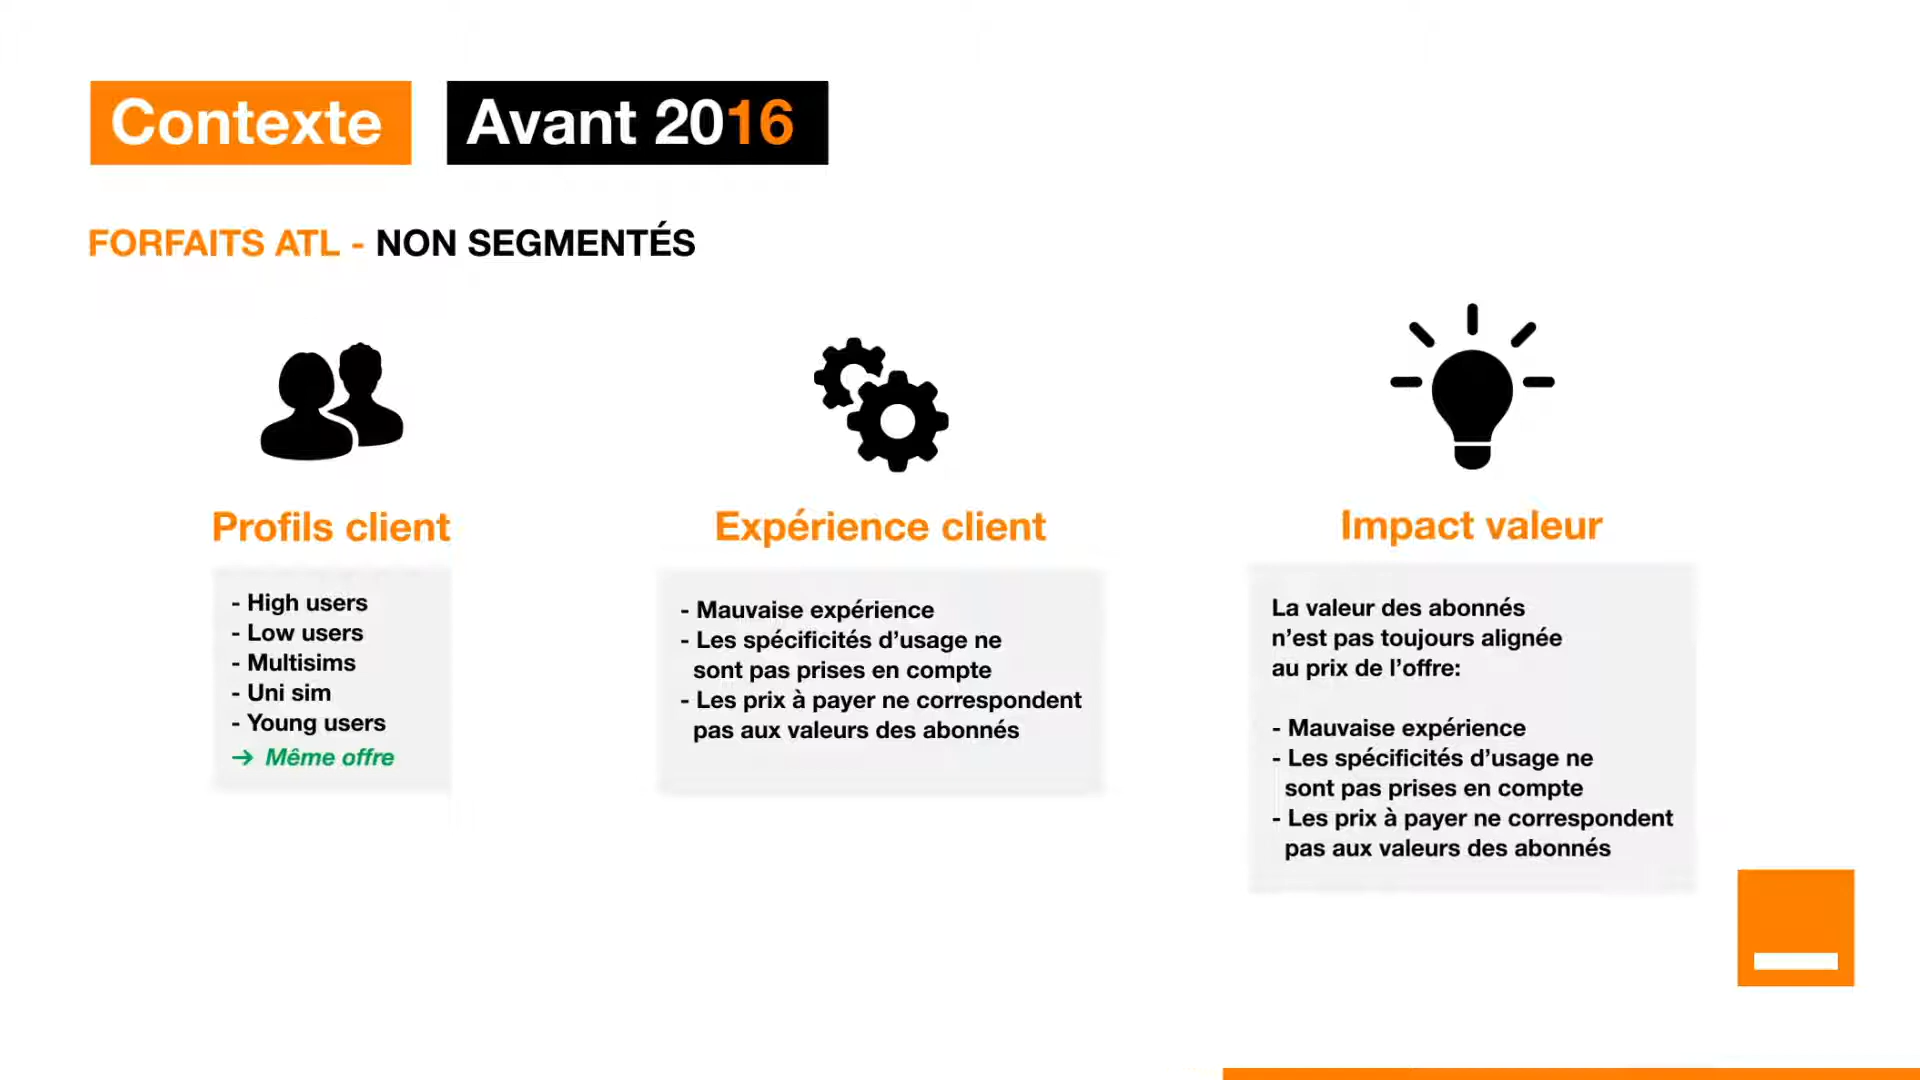 Contexte
Avant 2016
FORFAITS ATL - NON SEGMENTÉS
Profils client
- High users
- Low users
- Multisims
- Uni sim
- Young users
→ Même offre
Expérience client
- Mauvaise expérience
- Les spécificités d’usage ne
sont pas prises en compte
- Les prix à payer ne correspondent
pas aux valeurs des abonnés
Impact valeur
La valeur des abonnés
n’est pas toujours alignée
au prix de l’offre:
- Mauvaise expérience
- Les spécificités d’usage ne
sont pas prises en compte
- Les prix à payer ne correspondent
pas aux valeurs des abonnés